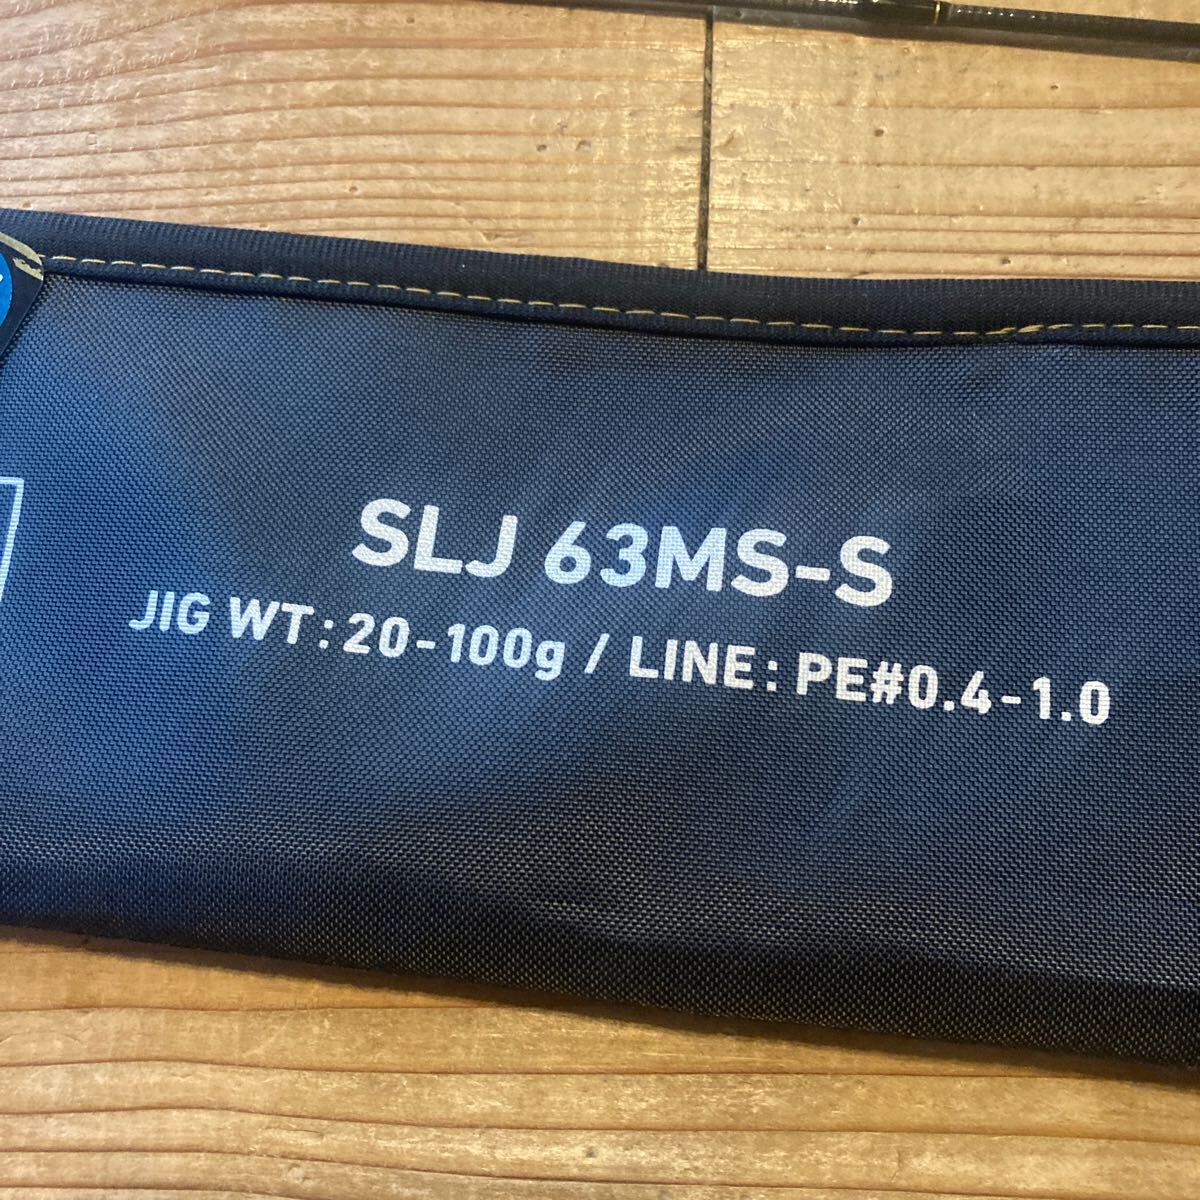 SLJ 63MS-S
JIG WT : 20-100g / LINE : PE#0.4-1.0